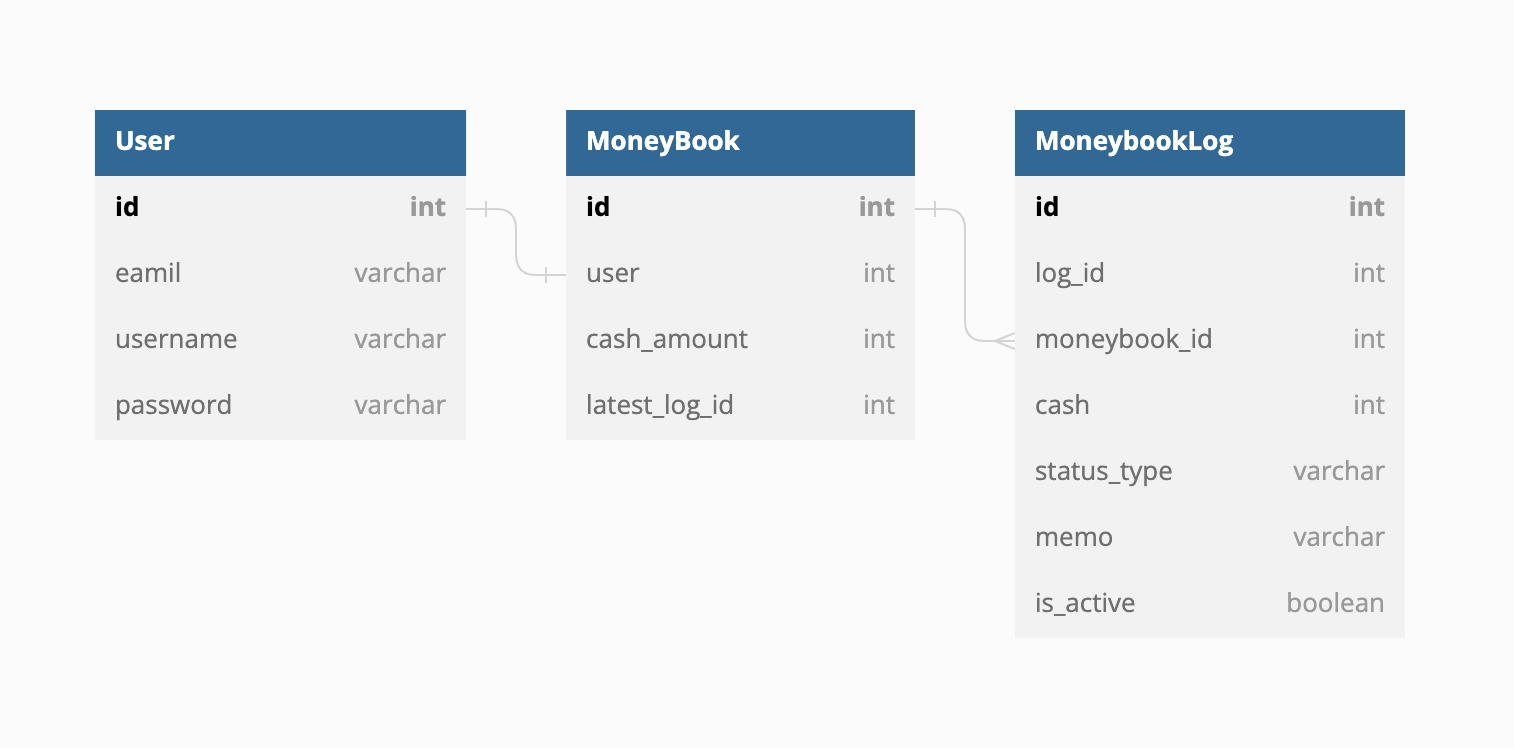 User
id int
eamil varchar
username varchar
password varchar
MoneyBook
id int
user int
cash_amount int
latest_log_id int
MoneybookLog
id int
log_id int
moneybook_id int
cash int
status_type varchar
memo varchar
is_active boolean